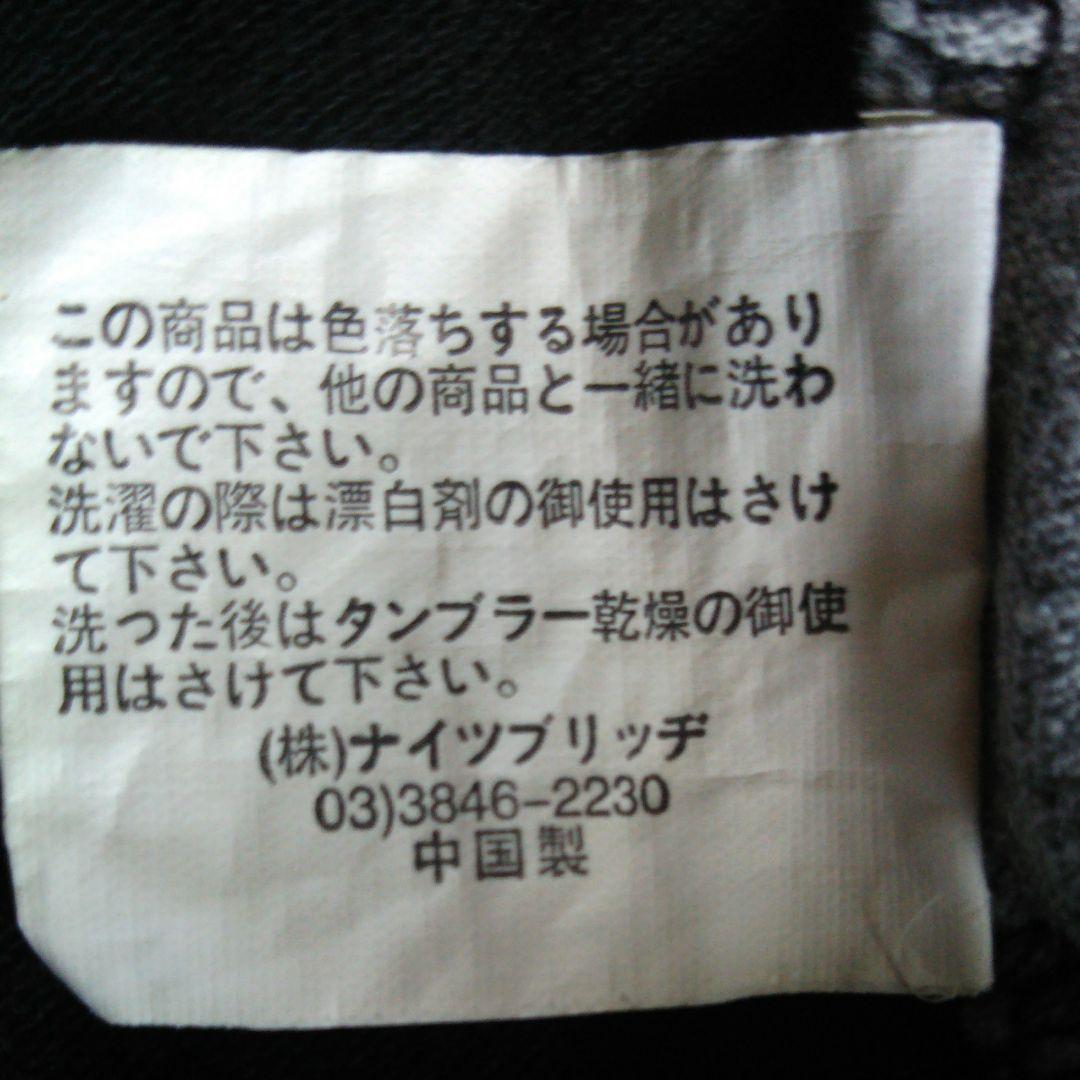 この商品は色落ちする場合があり
ますので、他の商品と一緒に洗わ
ないで下さい。
洗濯の際は漂白剤の御使用はさけ
て下さい。
洗った後はタンブラー乾燥の御使
用はさけて下さい。
(株)ナイツブリッヂ
03)3846-2230
中国製